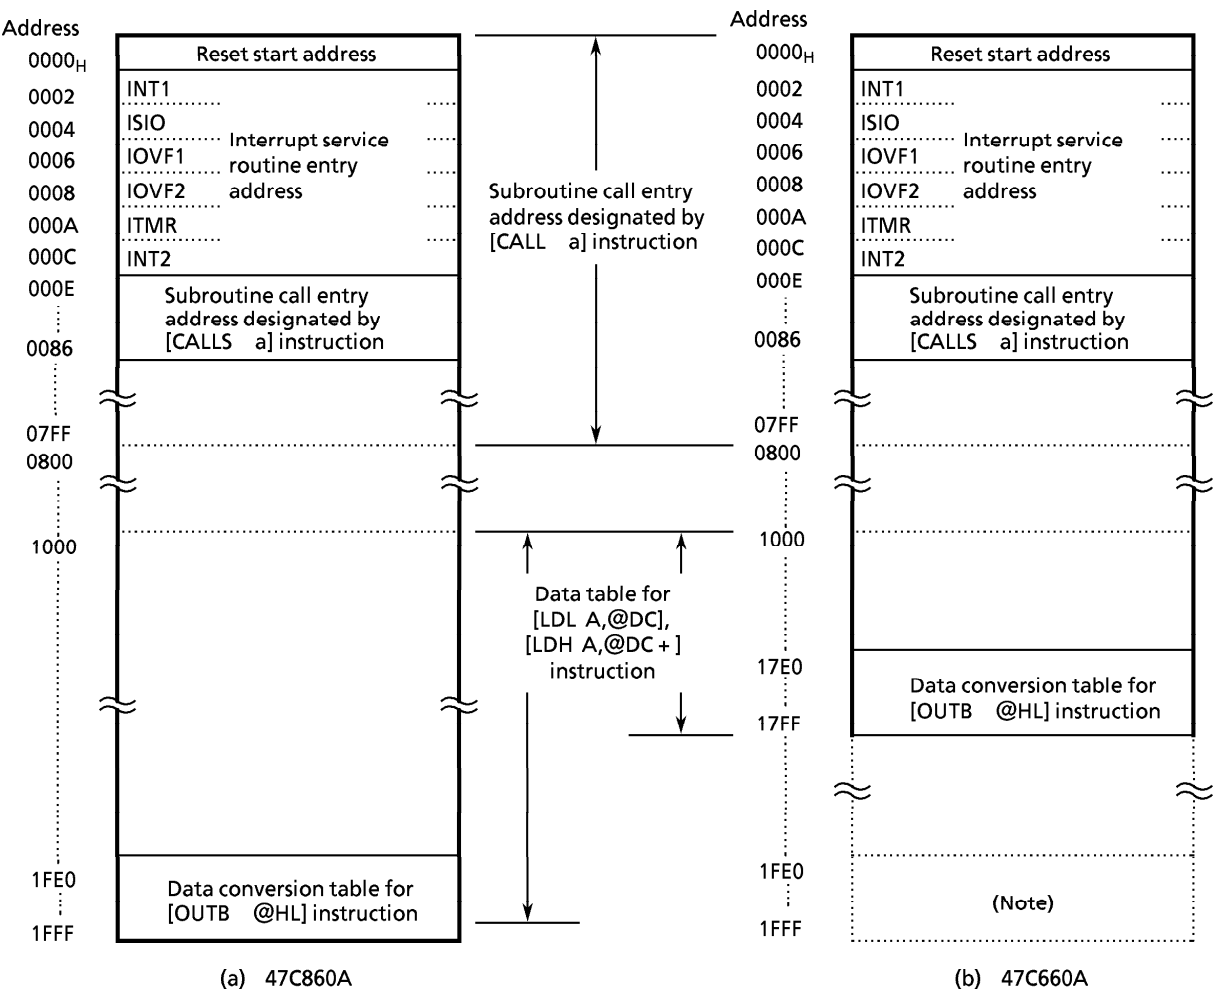 Address
0000H
0002
0004
0006
0008
000A
000C
000E
0086
07FF
0800
1000
1FE0
1FFF
Reset start address
INT1
ISIO
IOVF1
IOVF2
ITMR
INT2
Interrupt service
routine entry
address
Subroutine call entry
address designated by
[CALLS a] instruction
Data conversion table for
[OUTB @HL] instruction
(a) 47C860A
Subroutine call entry
address designated by
[CALL a] instruction
Data table for
[LDL A,@DC],
[LDH A,@DC+]
instruction
Address
0000H
0002
0004
0006
0008
000A
000C
000E
0086
07FF
0800
1000
17E0
17FF
1FE0
1FFF
Reset start address
INT1
ISIO
IOVF1
IOVF2
ITMR
INT2
Interrupt service
routine entry
address
Subroutine call entry
address designated by
[CALLS a] instruction
Data conversion table for
[OUTB @HL] instruction
(Note)
(b) 47C660A